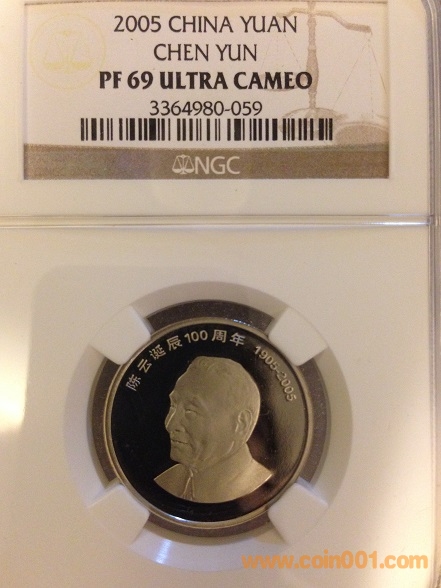 2005 CHINA YUAN
CHEN YUN
PF 69 ULTRA CAMEO
3364980-059
NGC
陈云诞辰100周年 1905-2005
www.coin001.com